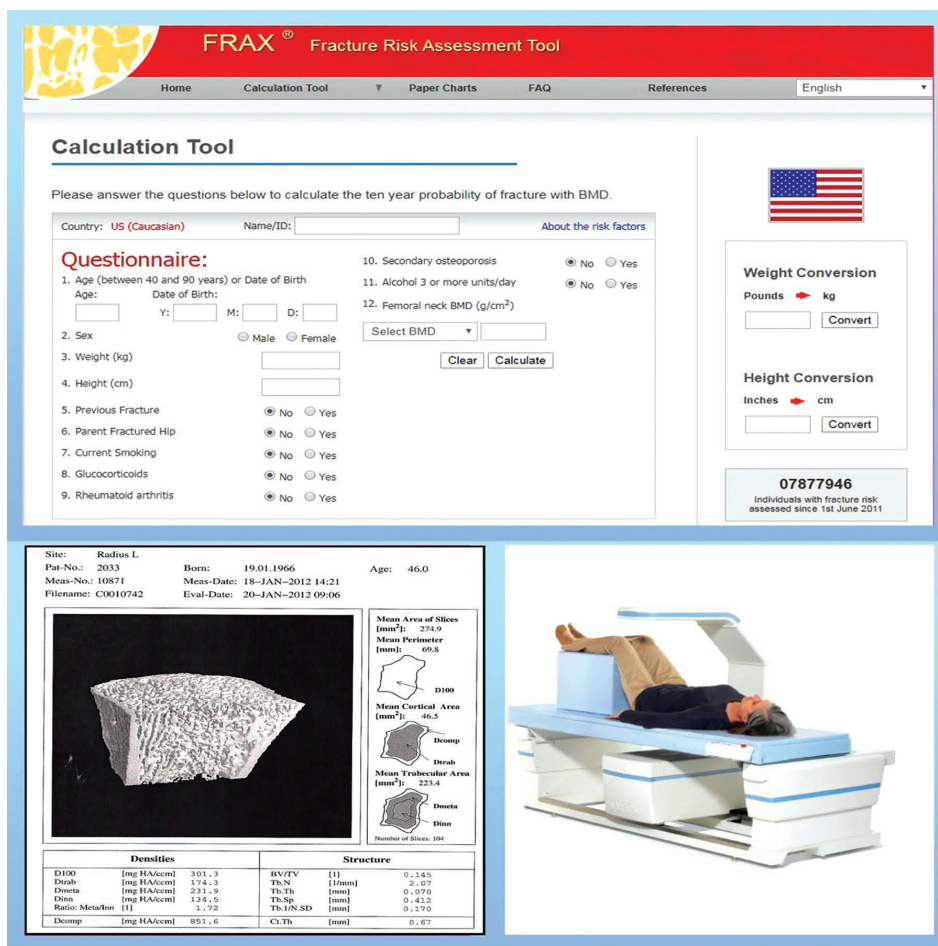 FRAX ® Fracture Risk Assessment Tool
Home Calculation Tool ▼ Paper Charts FAQ References English
Calculation Tool
Please answer the questions below to calculate the ten year probability of fracture with BMD.
Country: US (Caucasian) Name/ID: About the risk factors
Questionnaire:
1. Age (between 40 and 90 years) or Date of Birth
Age: Date of Birth:
Y: M: D:
2. Sex Male Female
3. Weight (kg)
4. Height (cm)
5. Previous Fracture No Yes
6. Parent Fractured Hip No Yes
7. Current Smoking No Yes
8. Glucocorticoids No Yes
9. Rheumatoid arthritis No Yes
10. Secondary osteoporosis No Yes
11. Alcohol 3 or more units/day No Yes
12. Femoral neck BMD (g/cm²)
Select BMD
Clear Calculate
Weight Conversion
Pounds kg
Convert
Height Conversion
Inches cm
Convert
07877946
Individuals with fracture risk
assessed since 1st June 2011
Site: Radius L
Pat-No.: 2033 Born: 19.01.1966 Age: 46.0
Meas-No.: 10871 Meas-Date: 18-JAN-2012 14:21
Filename: C0010742 Eval-Date: 20-JAN-2012 09:06
Mean Area of Slices
[mm²]: 274.9
Mean Perimeter
[mm]: 69.8
D100
Mean Cortical Area
[mm²]: 46.5
Dcomp
Dtrab
Mean Trabecular Area
[mm²]: 223.4
Dmeta
Dinn
Number of Slices: 104
Densities Structure
D100 [mg HA/ccm] 301.3 BV/TV [1] 0.145
Dtrab [mg HA/ccm] 174.3 Tb.N [1/mm] 2.07
Dmeta [mg HA/ccm] 231.9 Tb.Th [mm] 0.070
Dinn [mg HA/ccm] 134.5 Tb.Sp [mm] 0.412
Ratio: Meta/Inn [1] 1.72 Tb.1/N.SD [mm] 0.170
Dcomp [mg HA/ccm] 851.6 Ct.Th [mm] 0.67